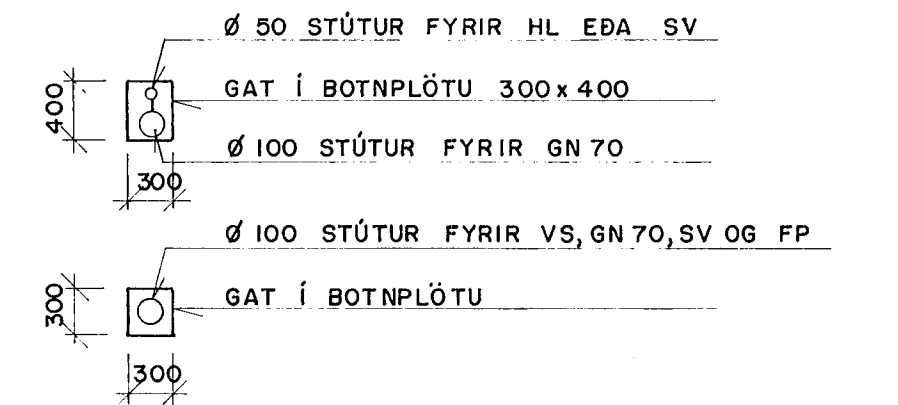 Ø 50 STÚTUR FYRIR HL EÐA SV
GAT Í BOTNPLÖTU 300 x 400
400
Ø 100 STÚTUR FYRIR GN 70
300
Ø 100 STÚTUR FYRIR VS, GN 70, SV OG FP
GAT Í BOTNPLÖTU
300
300